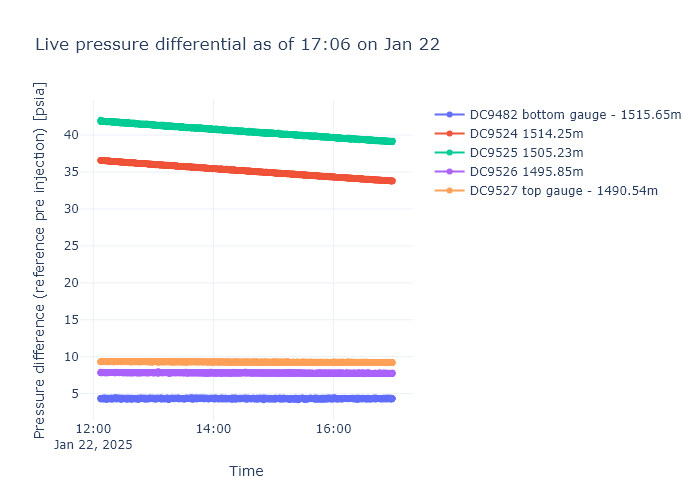 Live pressure differential as of 17:06 on Jan 22
Pressure difference (reference pre injection) [psia]
40
35
30
25
20
15
10
5
12:00
Jan 22, 2025
14:00
16:00
Time
DC9482 bottom gauge - 1515.65m
DC9524 1514.25m
DC9525 1505.23m
DC9526 1495.85m
DC9527 top gauge - 1490.54m